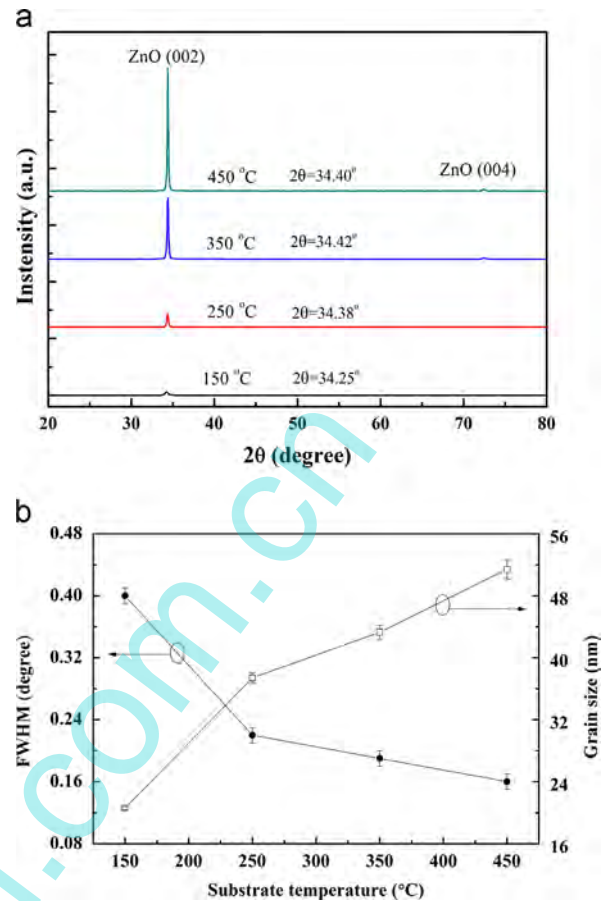 a
ZnO (002)
450 °C 2θ=34.40°
ZnO (004)
350 °C 2θ=34.42°
250 °C 2θ=34.38°
150 °C 2θ=34.25°
Instensity (a.u.)
20 30 40 50 60 70 80
2θ (degree)
b
0.48
0.40
0.32
0.24
0.16
0.08
FWHM (degree)
56
48
40
32
24
16
Grain size (nm)
150 200 250 300 350 400 450
Substrate temperature (°C)
.com.cn